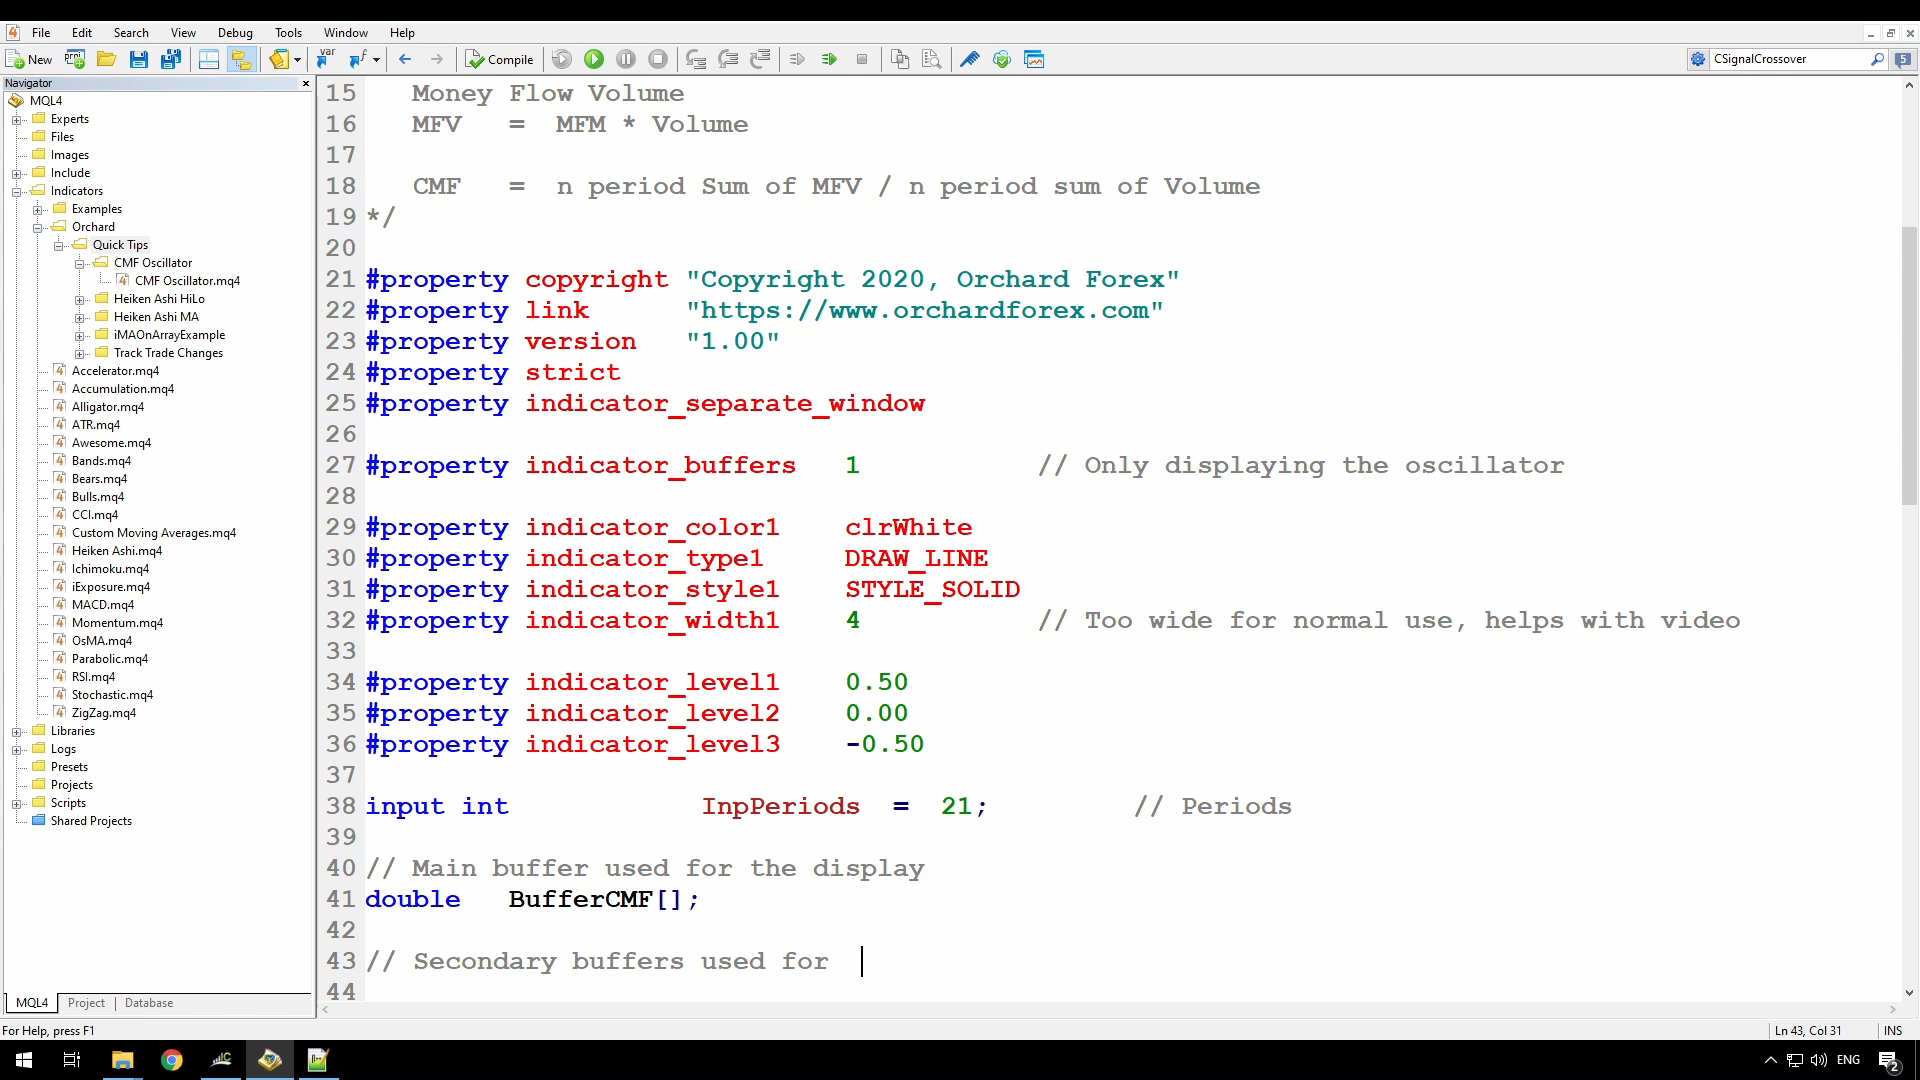 File Edit Search View Debug Tools Window Help
New Compile CSignalCrossover 5
Navigator
MQL4
Experts
Files
Images
Include
Indicators
Examples
Orchard
Quick Tips
CMF Oscillator
CMF Oscillator.mq4
Heiken Ashi HiLo
Heiken Ashi MA
iMAOnArrayExample
Track Trade Changes
Accelerator.mq4
Accumulation.mq4
Alligator.mq4
ATR.mq4
Awesome.mq4
Bands.mq4
Bears.mq4
Bulls.mq4
CCI.mq4
Custom Moving Averages.mq4
Heiken Ashi.mq4
Ichimoku.mq4
iExposure.mq4
MACD.mq4
Momentum.mq4
OsMA.mq4
Parabolic.mq4
RSI.mq4
Stochastic.mq4
ZigZag.mq4
Libraries
Logs
Presets
Projects
Scripts
Shared Projects
MQL4 Project Database
15 Money Flow Volume
16 MFV = MFM * Volume
17
18 CMF = n period Sum of MFV / n period sum of Volume
19 */
20
21 #property copyright "Copyright 2020, Orchard Forex"
22 #property link "https://www.orchardforex.com"
23 #property version "1.00"
24 #property strict
25 #property indicator_separate_window
26
27 #property indicator_buffers 1 // Only displaying the oscillator
28
29 #property indicator_color1 clrWhite
30 #property indicator_type1 DRAW_LINE
31 #property indicator_style1 STYLE_SOLID
32 #property indicator_width1 4 // Too wide for normal use, helps with video
33
34 #property indicator_level1 0.50
35 #property indicator_level2 0.00
36 #property indicator_level3 -0.50
37
38 input int InpPeriods = 21; // Periods
39
40 // Main buffer used for the display
41 double BufferCMF[];
42
43 // Secondary buffers used for
44
For Help, press F1 Ln 43, Col 31 INS
ENG 2